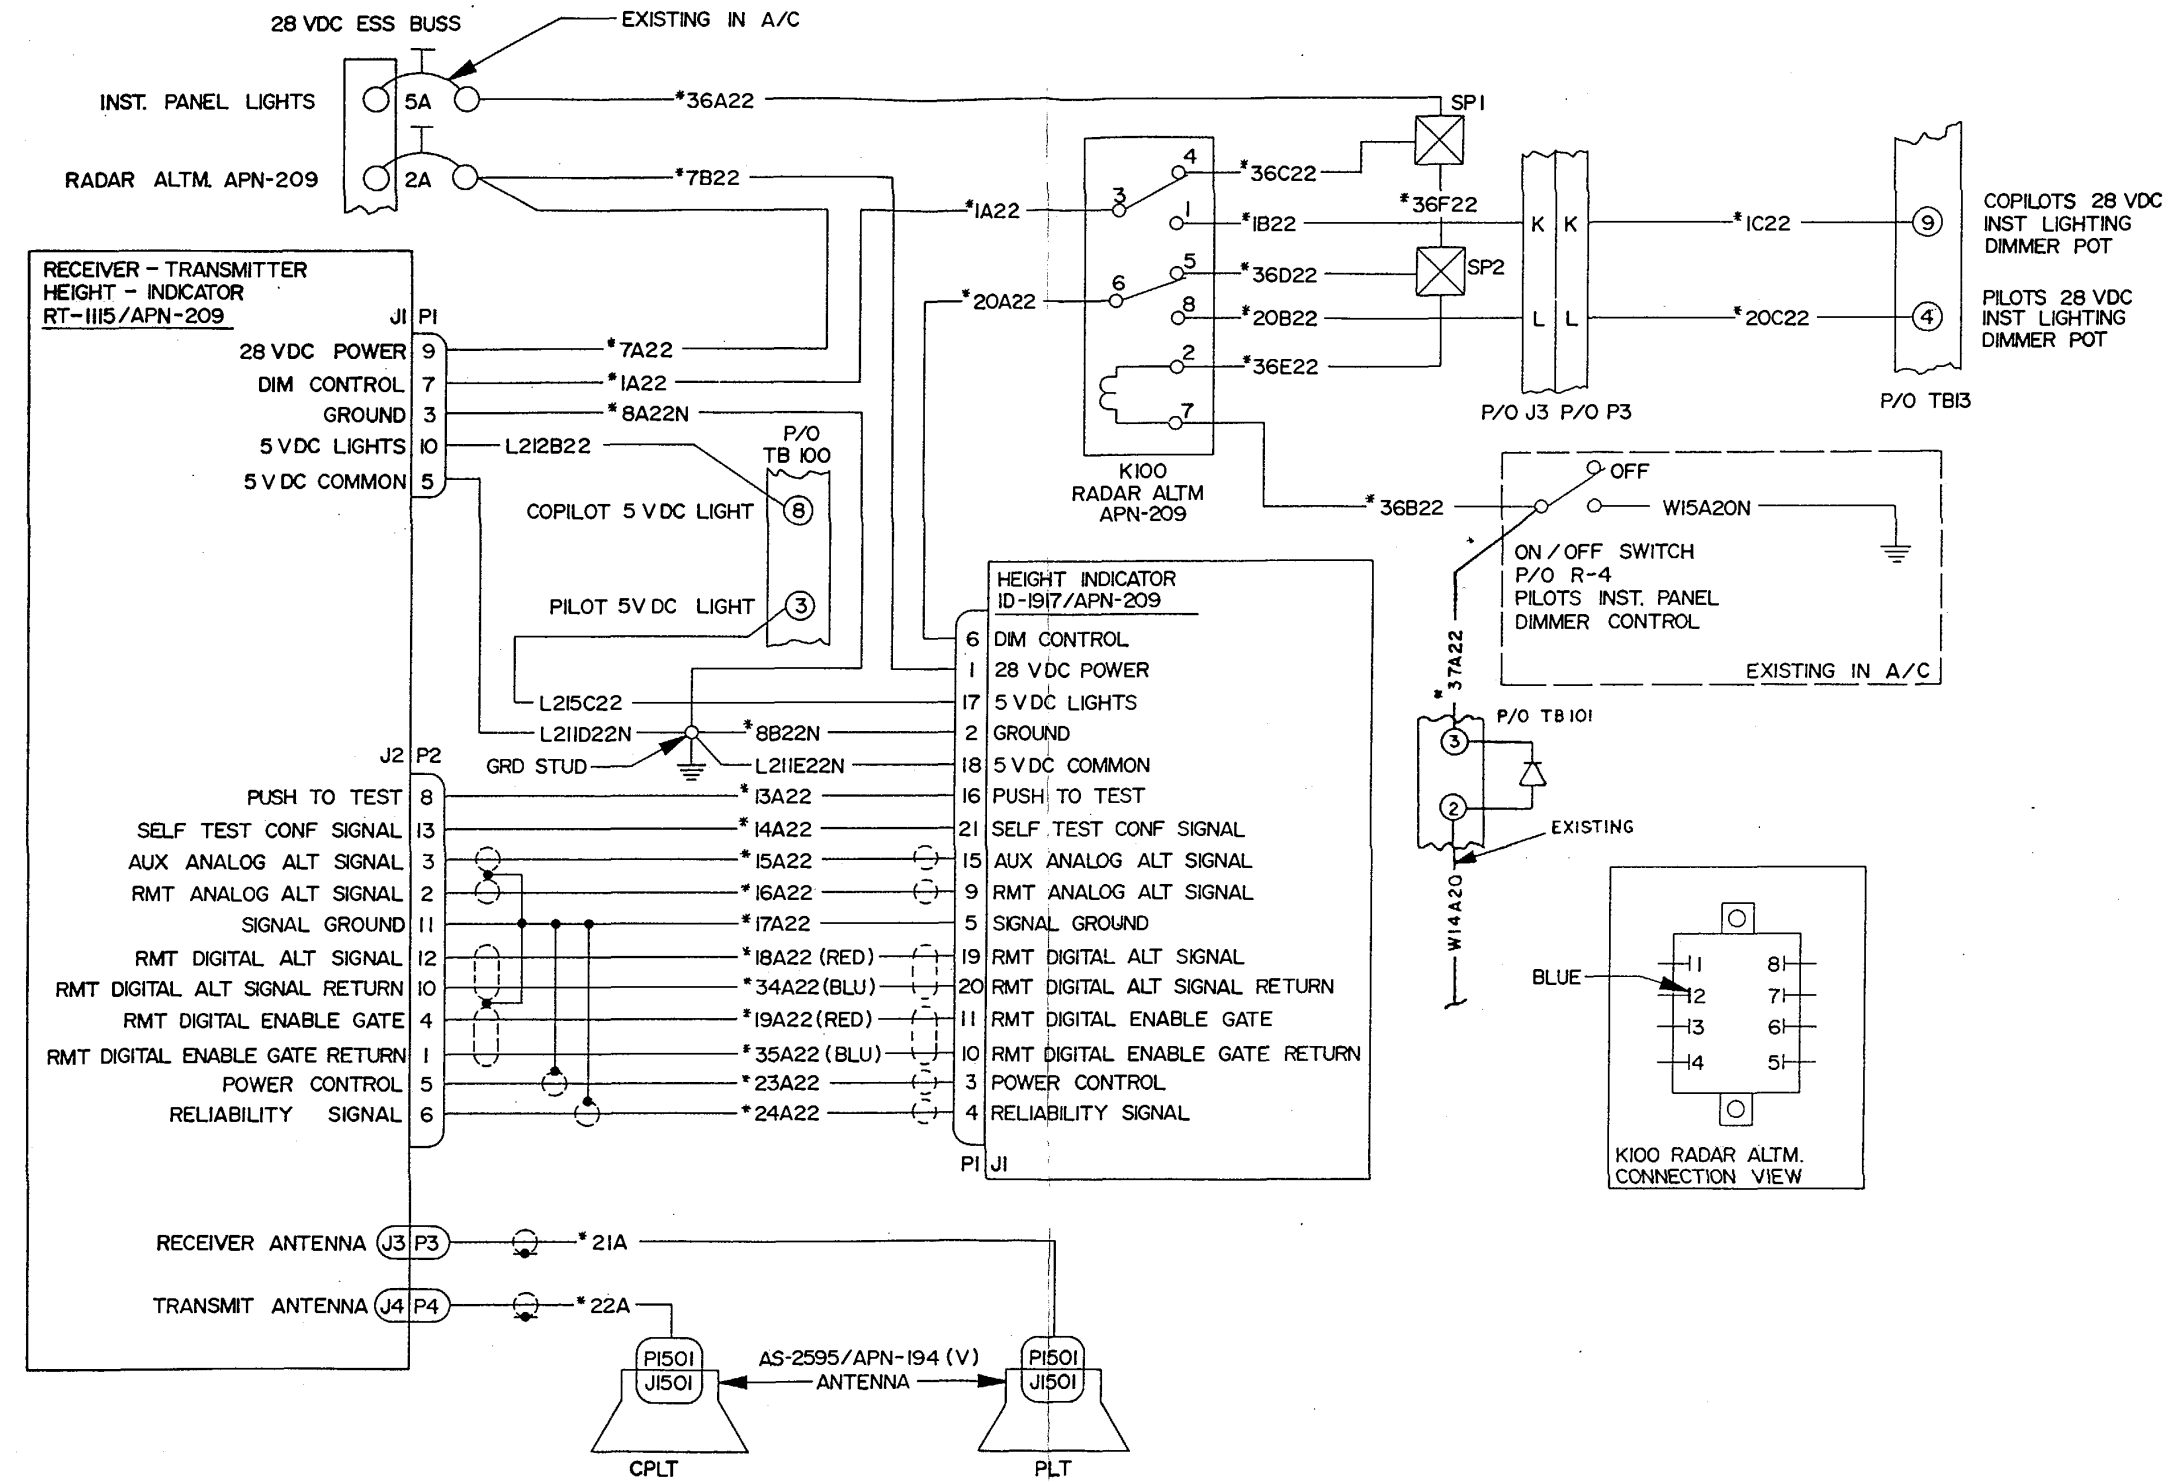 28 VDC ESS BUSS
EXISTING IN A/C
INST. PANEL LIGHTS
5A
*36A22
SP1
RADAR ALTM. APN-209
2A
*7B22
*1A22
3
4
*36C22
1
*1B22
*36F22
K K
*1C22
9
COPILOTS 28 VDC
INST LIGHTING
DIMMER POT
*20A22
6
5
*36D22
SP2
8
*20B22
L L
*20C22
4
PILOTS 28 VDC
INST LIGHTING
DIMMER POT
2
*36E22
7
P/O J3 P/O P3
P/O TB13
K100
RADAR ALTM
APN-209
RECEIVER - TRANSMITTER
HEIGHT - INDICATOR
RT-1115/APN-209
J1 P1
28 VDC POWER 9 *7A22
DIM CONTROL 7 *1A22
GROUND 3 *8A22N
5 VDC LIGHTS 10 L212B22
5 VDC COMMON 5
P/O
TB 100
COPILOT 5 VDC LIGHT 8
PILOT 5V DC LIGHT 3
*36B22
OFF
W15A20N
ON/OFF SWITCH
P/O R-4
PILOTS INST. PANEL
DIMMER CONTROL
EXISTING IN A/C
*
* 37A22
P/O TB101
3
2
EXISTING
W14A20
HEIGHT INDICATOR
ID-1917/APN-209
6 DIM CONTROL
1 28 VDC POWER
L215C22 17 5 VDC LIGHTS
L211D22N *8B22N 2 GROUND
GRD STUD L211E22N 18 5 VDC COMMON
J2 P2
PUSH TO TEST 8 *13A22 16 PUSH TO TEST
SELF TEST CONF SIGNAL 13 *14A22 21 SELF TEST CONF SIGNAL
AUX ANALOG ALT SIGNAL 3 *15A22 15 AUX ANALOG ALT SIGNAL
RMT ANALOG ALT SIGNAL 2 *16A22 9 RMT ANALOG ALT SIGNAL
SIGNAL GROUND 11 *17A22 5 SIGNAL GROUND
RMT DIGITAL ALT SIGNAL 12 *18A22 (RED) 19 RMT DIGITAL ALT SIGNAL
RMT DIGITAL ALT SIGNAL RETURN 10 *34A22 (BLU) 20 RMT DIGITAL ALT SIGNAL RETURN
RMT DIGITAL ENABLE GATE 4 *19A22 (RED) 11 RMT DIGITAL ENABLE GATE
RMT DIGITAL ENABLE GATE RETURN 1 *35A22 (BLU) 10 RMT DIGITAL ENABLE GATE RETURN
POWER CONTROL 5 *23A22 3 POWER CONTROL
RELIABILITY SIGNAL 6 *24A22 4 RELIABILITY SIGNAL
P1 J1
BLUE
1 8
2 7
3 6
4 5
K100 RADAR ALTM.
CONNECTION VIEW
RECEIVER ANTENNA J3 P3 *21A
TRANSMIT ANTENNA J4 P4 *22A
P1501
J1501
AS-2595/APN-194 (V)
ANTENNA
P1501
J1501
CPLT
PLT